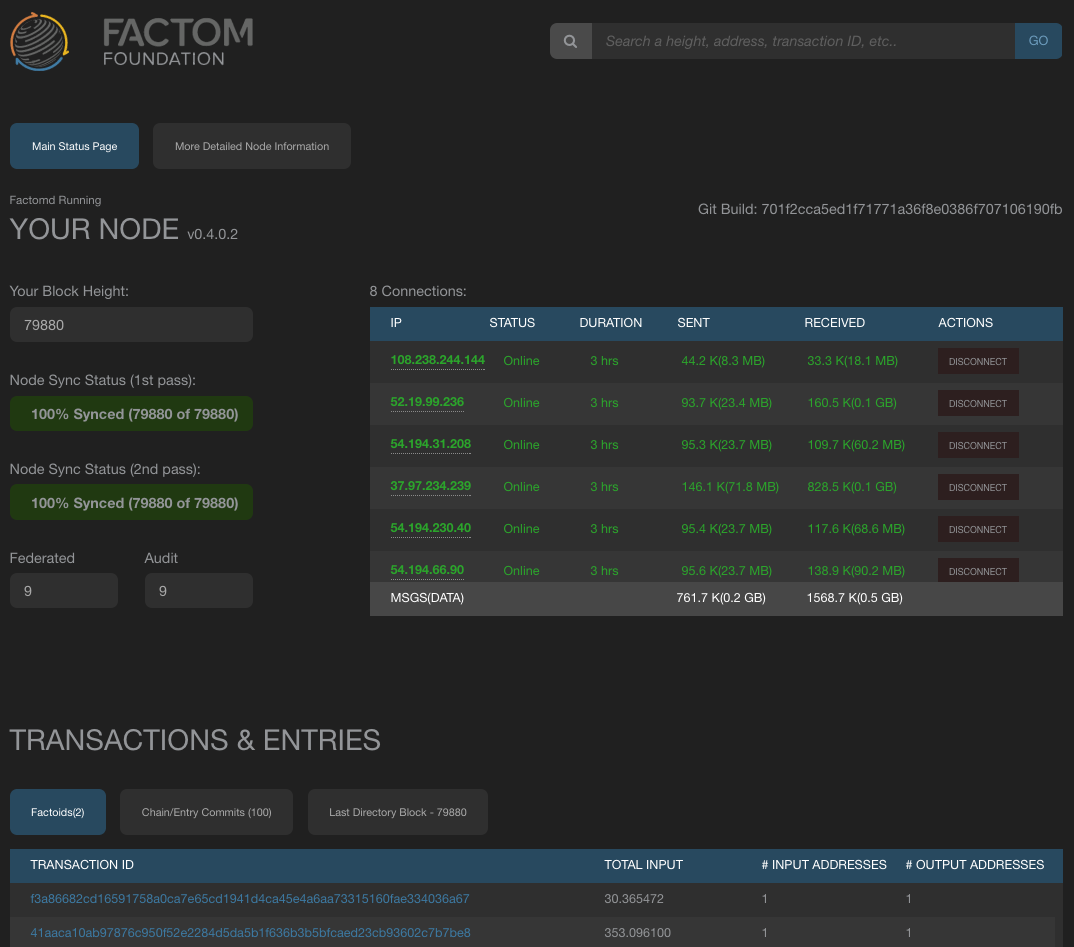 FACTOM
FOUNDATION
Search a height, address, transaction ID, etc..
GO
Main Status Page
More Detailed Node Information
Factomd Running
YOUR NODE v0.4.0.2
Git Build: 701f2cca5ed1f71771a36f8e0386f707106190fb
Your Block Height:
79880
Node Sync Status (1st pass):
100% Synced (79880 of 79880)
Node Sync Status (2nd pass):
100% Synced (79880 of 79880)
Federated
Audit
9
9
8 Connections:
IP STATUS DURATION SENT RECEIVED ACTIONS
108.238.244.144 Online 3 hrs 44.2 K(8.3 MB) 33.3 K(18.1 MB) DISCONNECT
52.19.99.236 Online 3 hrs 93.7 K(23.4 MB) 160.5 K(0.1 GB) DISCONNECT
54.194.31.208 Online 3 hrs 95.3 K(23.7 MB) 109.7 K(60.2 MB) DISCONNECT
37.97.234.239 Online 3 hrs 146.1 K(71.8 MB) 828.5 K(0.1 GB) DISCONNECT
54.194.230.40 Online 3 hrs 95.4 K(23.7 MB) 117.6 K(68.6 MB) DISCONNECT
54.194.66.90 Online 3 hrs 95.6 K(23.7 MB) 138.9 K(90.2 MB) DISCONNECT
MSGS(DATA) 761.7 K(0.2 GB) 1568.7 K(0.5 GB)
TRANSACTIONS & ENTRIES
Factoids(2)
Chain/Entry Commits (100)
Last Directory Block - 79880
TRANSACTION ID TOTAL INPUT # INPUT ADDRESSES # OUTPUT ADDRESSES
f3a86682cd16591758a0ca7e65cd1941d4ca45e4a6aa73315160fae334036a67 30.365472 1 1
41aaca10ab97876c950f52e2284d5da5b1f636b3b5bfcaed23cb93602c7b7be8 353.096100 1 1